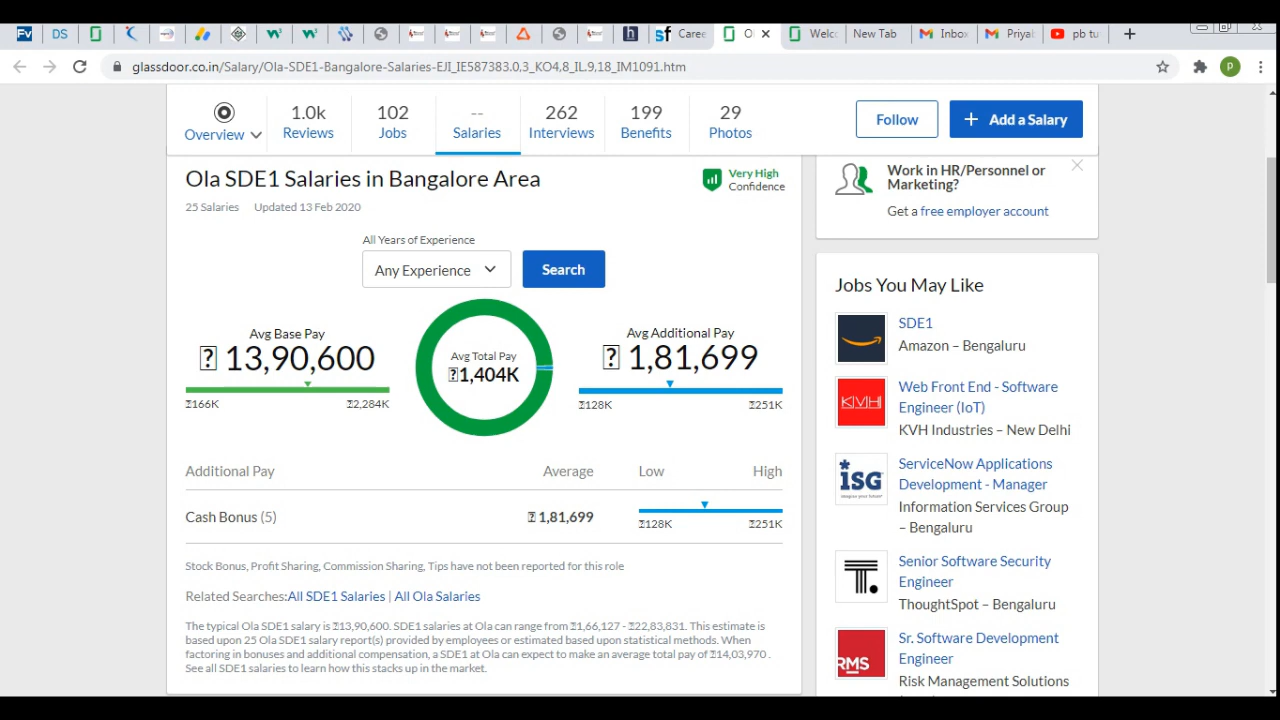 DS
Caree
O
Welc
New Tab
Inbo
Priyal
pb tu
glassdoor.co.in/Salary/Ola-SDE1-Bangalore-Salaries-EJI_IE587383.0,3_KO4,8_IL.9,18_IM1091.htm
P
1.0k 102 -- 262 199 29
Overview Reviews Jobs Salaries Interviews Benefits Photos
Follow
+ Add a Salary
Ola SDE1 Salaries in Bangalore Area
Very High
Confidence
25 Salaries Updated 13 Feb 2020
All Years of Experience
Any Experience
Search
Avg Base Pay
13,90,600
₹166K ₹2,284K
Avg Total Pay
1,404K
Avg Additional Pay
1,81,699
₹128K ₹251K
Additional Pay Average Low High
Cash Bonus (5) 1,81,699
₹128K ₹251K
Stock Bonus, Profit Sharing, Commission Sharing, Tips have not been reported for this role
Related Searches:All SDE1 Salaries | All Ola Salaries
The typical Ola SDE1 salary is ₹13,90,600. SDE1 salaries at Ola can range from ₹1,66,127 - ₹22,83,831. This estimate is
based upon 25 Ola SDE1 salary report(s) provided by employees or estimated based upon statistical methods. When
factoring in bonuses and additional compensation, a SDE1 at Ola can expect to make an average total pay of ₹14,03,970 .
See all SDE1 salaries to learn how this stacks up in the market.
Work in HR/Personnel or
Marketing?
Get a free employer account
Jobs You May Like
SDE1
Amazon – Bengaluru
KVH
Web Front End - Software
Engineer (IoT)
KVH Industries – New Delhi
ISG
ServiceNow Applications
Development - Manager
Information Services Group
– Bengaluru
T.
Senior Software Security
Engineer
ThoughtSpot – Bengaluru
RMS
Sr. Software Development
Engineer
Risk Management Solutions